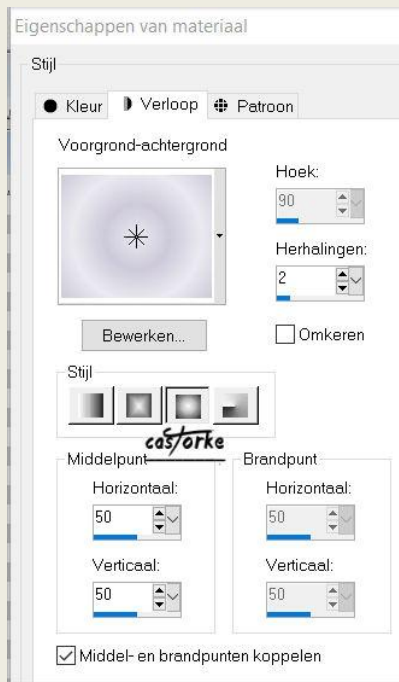 Eigenschappen van materiaal
Stijl
Kleur Verloop Patroon
Voorgrond-achtergrond
Hoek:
90
Herhalingen:
2
Bewerken...
Omkeren
Stijl
castorke
Middelpunt
Horizontaal:
50
Verticaal:
50
Brandpunt
Horizontaal:
50
Verticaal:
50
Middel- en brandpunten koppelen